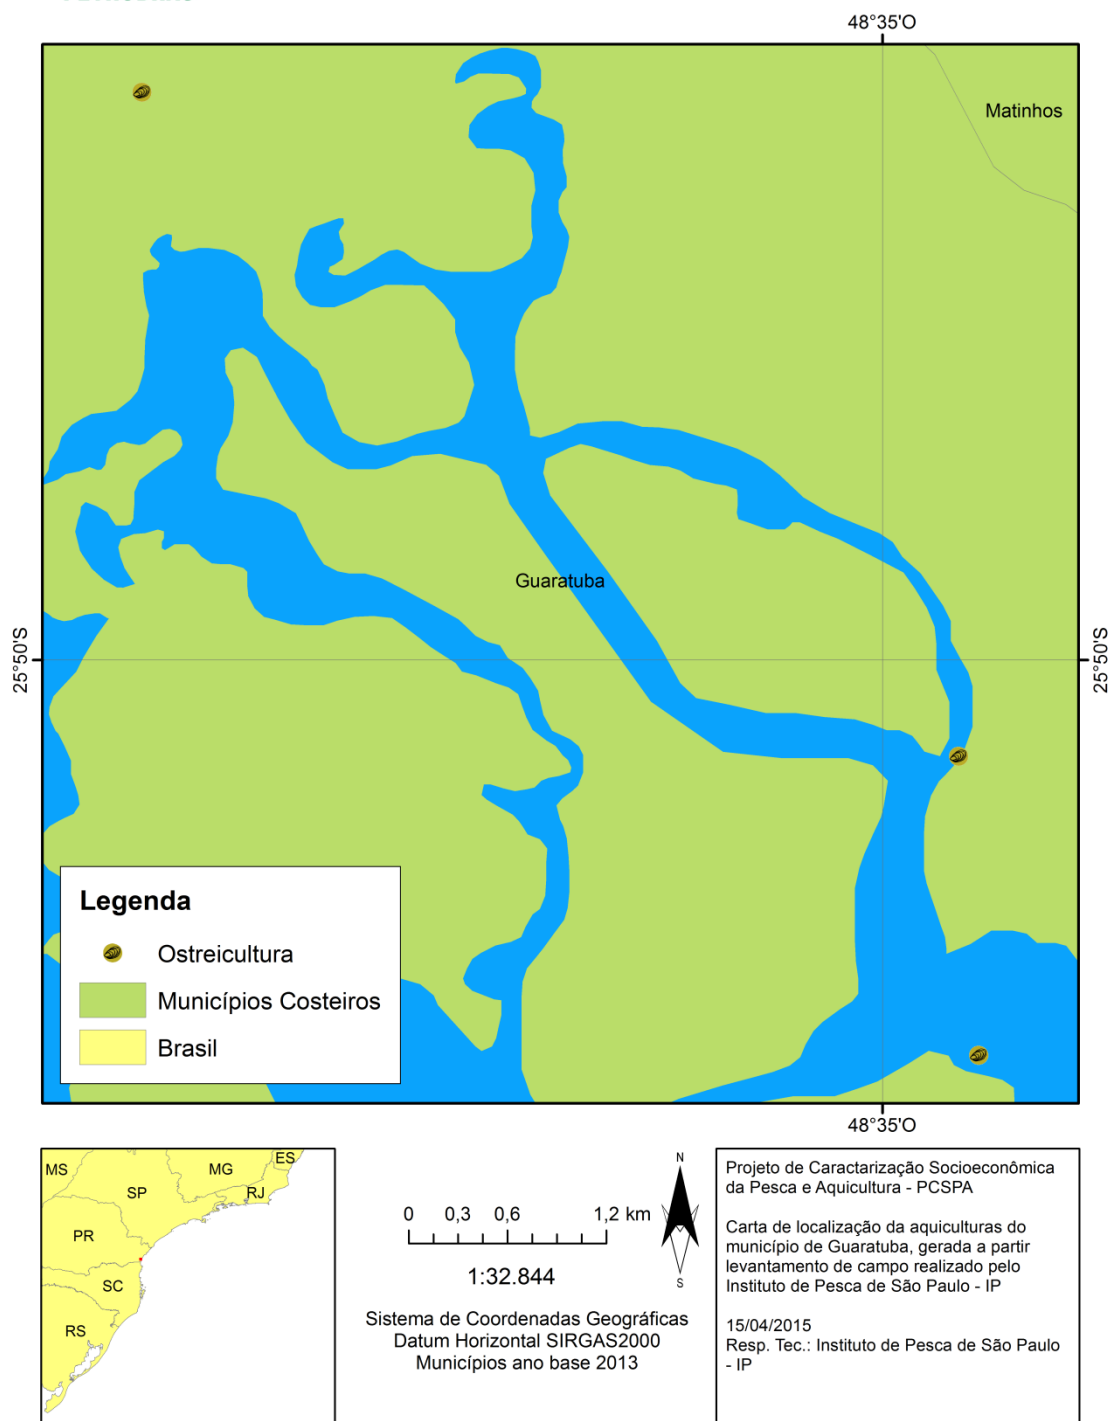 48°35'O
Matinhos
Guaratuba
25°50'S
25°50'S
Legenda
Ostreicultura
Municípios Costeiros
Brasil
48°35'O
MS
MG
ES
SP
RJ
PR
SC
RS
0 0,3 0,6 1,2 km
1:32.844
Sistema de Coordenadas Geográficas
Datum Horizontal SIRGAS2000
Municípios ano base 2013
N
S
Projeto de Caractarização Socioeconômica
da Pesca e Aquicultura - PCSPA
Carta de localização da aquiculturas do
município de Guaratuba, gerada a partir
levantamento de campo realizado pelo
Instituto de Pesca de São Paulo - IP
15/04/2015
Resp. Tec.: Instituto de Pesca de São Paulo
- IP